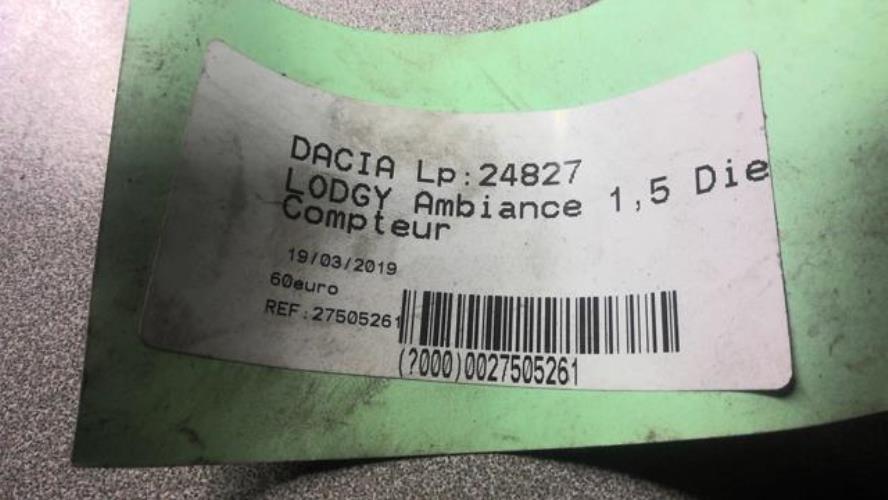 DACIA Lp:24827
LODGY Ambiance 1,5 Die
Compteur
19/03/2019
60euro
REF:27505261
(?000)0027505261